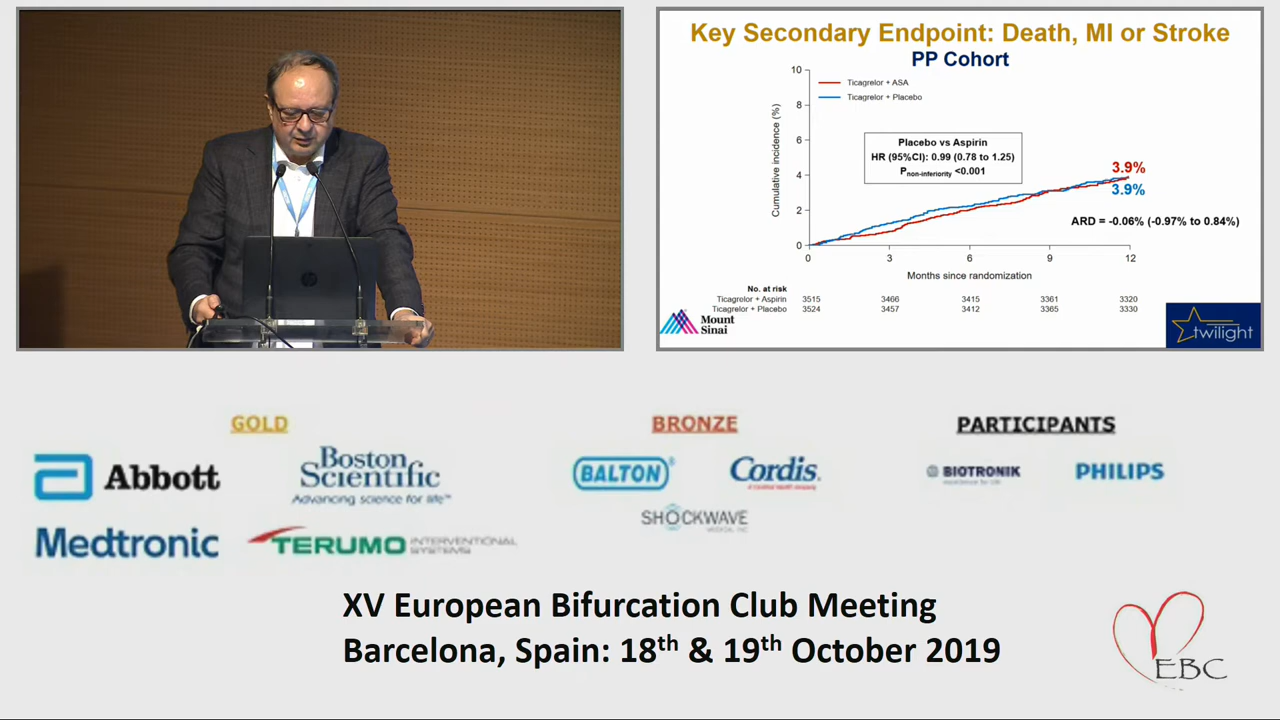 Key Secondary Endpoint: Death, MI or Stroke
PP Cohort
Ticagrelor + ASA
Ticagrelor + Placebo
Cumulative incidence (%)
10
8
6
4
2
0
Placebo vs Aspirin
HR (95%CI): 0.99 (0.78 to 1.25)
Pnon-inferiority <0.001
3.9%
3.9%
ARD = -0.06% (-0.97% to 0.84%)
0 3 6 9 12
Months since randomization
No. at risk
Ticagrelor + Aspirin 3515 3466 3415 3361 3320
Ticagrelor + Placebo 3524 3457 3412 3365 3330
Mount
Sinai
twilight
hp
GOLD
BRONZE
PARTICIPANTS
Abbott
Boston
Scientific
Advancing science for life™
BALTON®
Cordis.
BIOTRONIK
PHILIPS
SHOCKWAVE
Medtronic
TERUMO INTERVENTIONAL
SYSTEMS
XV European Bifurcation Club Meeting
Barcelona, Spain: 18th & 19th October 2019
EBC